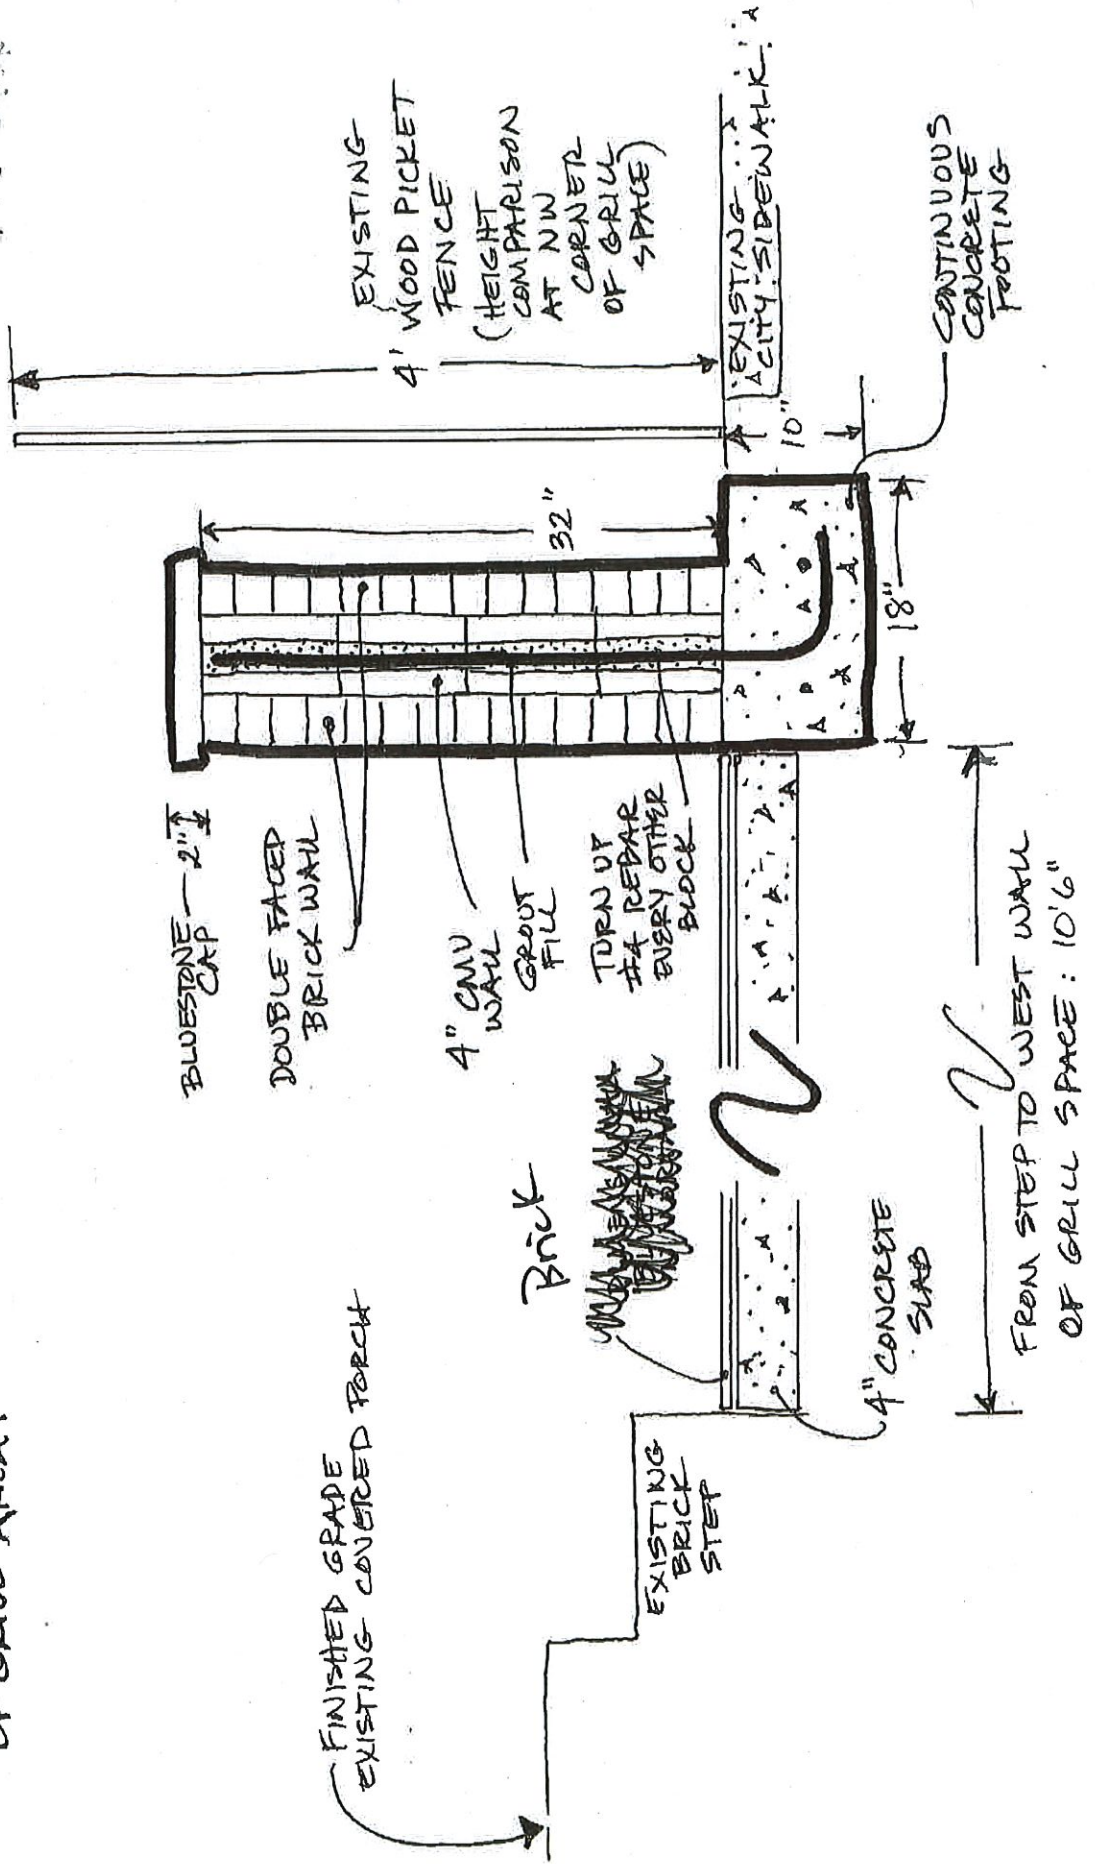 BLUESTONE
CAP
2"
DOUBLE FACED
BRICK WALL
4" CMU
WALL
GROUT
FILL
TURN UP
#4 REBAR
EVERY OTHER
BLOCK
Brick
FINISHED GRADE
EXISTING COVERED PORCH
EXISTING
BRICK
STEP
4" CONCRETE
SLAB
FROM STEP TO WEST WALL
OF GRILL SPACE: 10'6"
32"
18"
10"
4'
EXISTING
WOOD PICKET
FENCE
(HEIGHT
COMPARISON
AT NW
CORNER
OF GRILL
SPACE)
EXISTING
CITY SIDEWALK
CONTINUOUS
CONCRETE
FOOTING